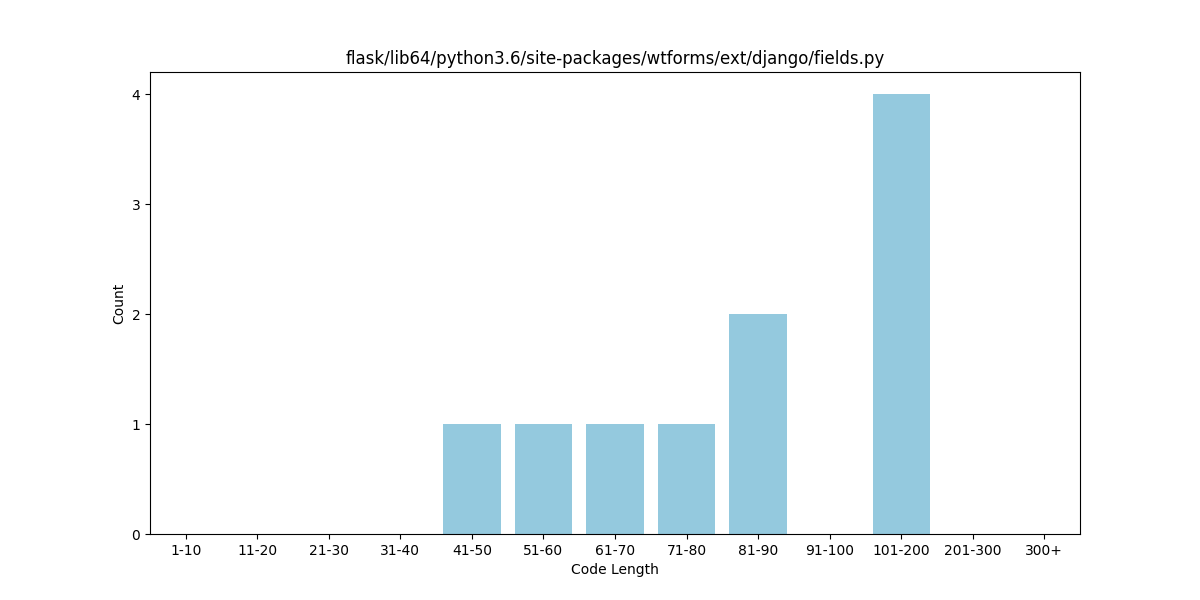 flask/lib64/python3.6/site-packages/wtforms/ext/django/fields.py
4
3
2
1
0
Count
1-10 11-20 21-30 31-40 41-50 51-60 61-70 71-80 81-90 91-100 101-200 201-300 300+
Code Length